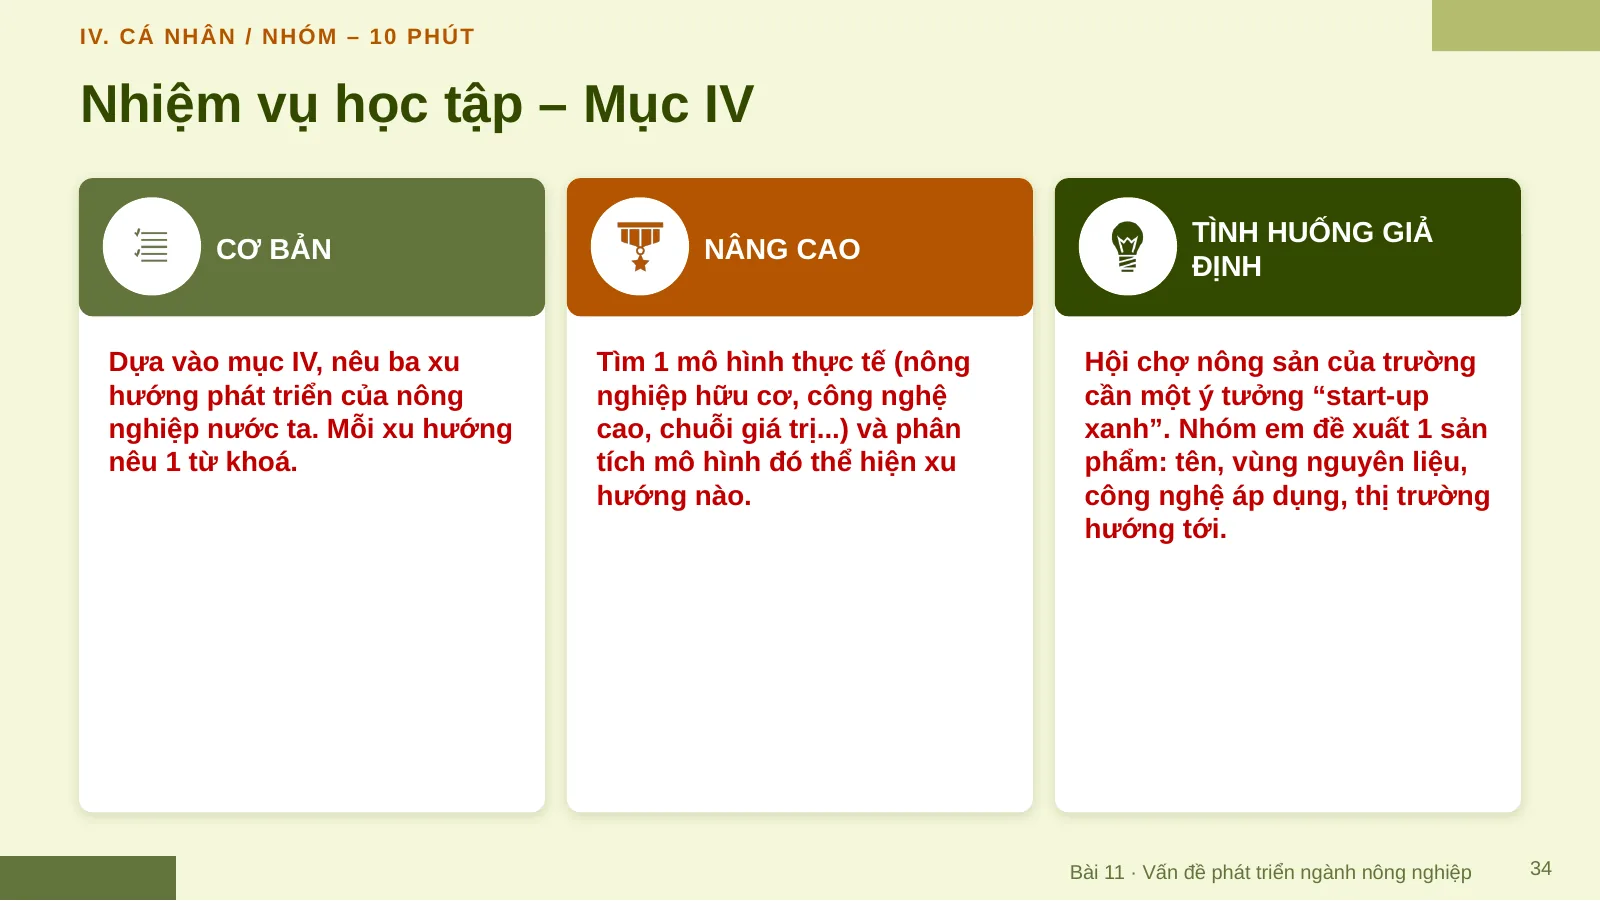 IV. CÁ NHÂN / NHÓM – 10 PHÚT
Nhiệm vụ học tập – Mục IV
CƠ BẢN
Dựa vào mục IV, nêu ba xu
hướng phát triển của nông
nghiệp nước ta. Mỗi xu hướng
nêu 1 từ khoá.
NÂNG CAO
Tìm 1 mô hình thực tế (nông
nghiệp hữu cơ, công nghệ
cao, chuỗi giá trị...) và phân
tích mô hình đó thể hiện xu
hướng nào.
TÌNH HUỐNG GIẢ
ĐỊNH
Hội chợ nông sản của trường
cần một ý tưởng “start-up
xanh”. Nhóm em đề xuất 1 sản
phẩm: tên, vùng nguyên liệu,
công nghệ áp dụng, thị trường
hướng tới.
Bài 11 · Vấn đề phát triển ngành nông nghiệp
34